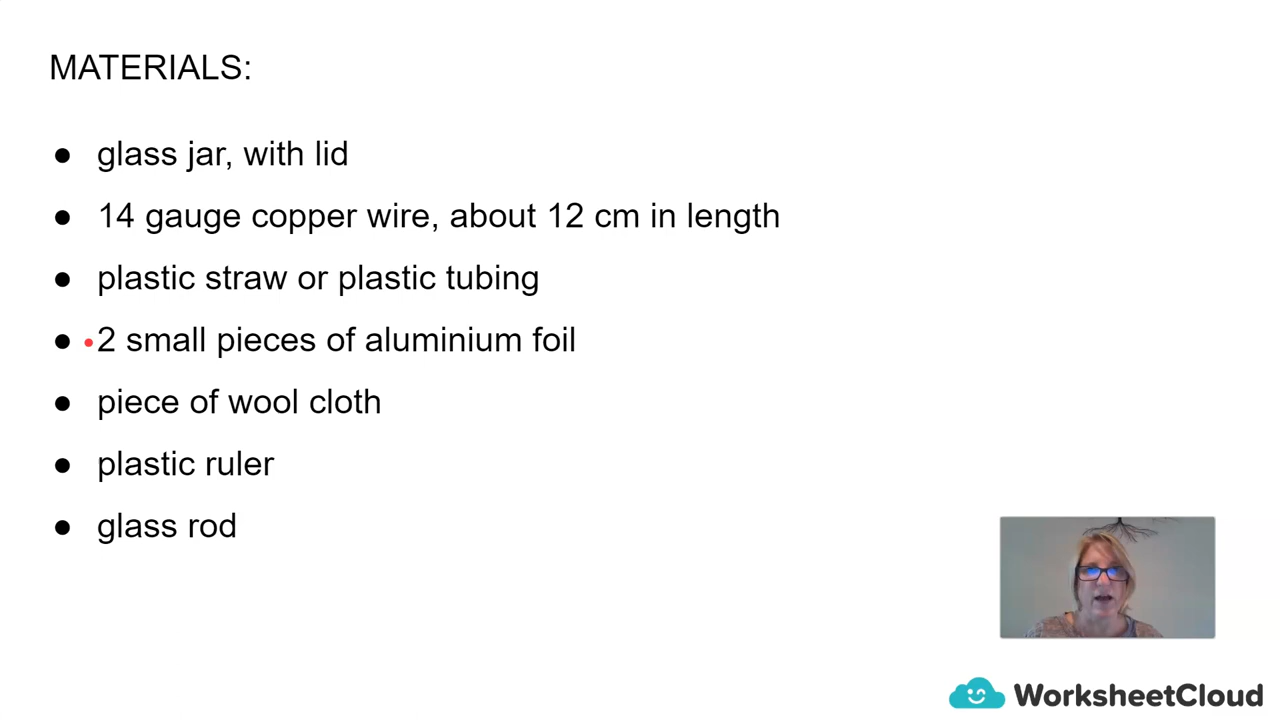 MATERIALS:
● glass jar, with lid
● 14 gauge copper wire, about 12 cm in length
● plastic straw or plastic tubing
● 2 small pieces of aluminium foil
● piece of wool cloth
● plastic ruler
● glass rod
WorksheetCloud